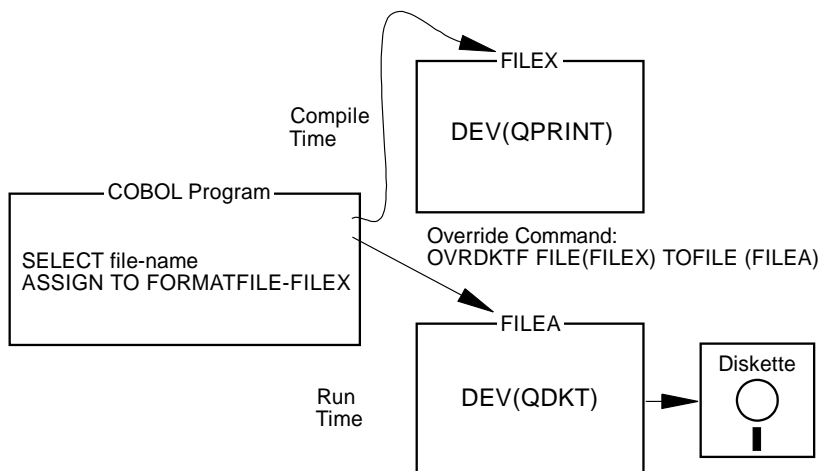 FILEX
DEV(QPRINT)
Compile
Time
COBOL Program
SELECT file-name
ASSIGN TO FORMATFILE-FILEX
Override Command:
OVRDKTF FILE(FILEX) TOFILE (FILEA)
FILEA
DEV(QDKT)
Diskette
Run
Time